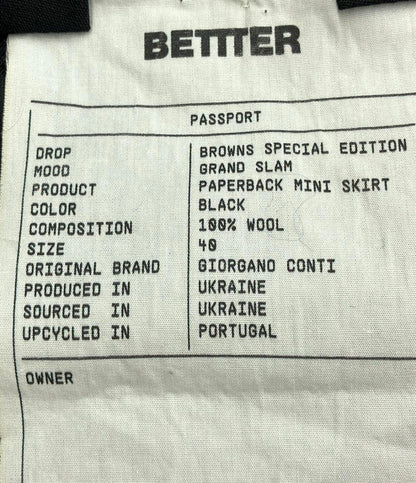 BETTTER
PASSPORT
DROP BROWNS SPECIAL EDITION
MOOD GRAND SLAM
PRODUCT PAPERBACK MINI SKIRT
COLOR BLACK
COMPOSITION 100% WOOL
SIZE 40
ORIGINAL BRAND GIORGANO CONTI
PRODUCED IN UKRAINE
SOURCED IN UKRAINE
UPCYCLED IN PORTUGAL
OWNER